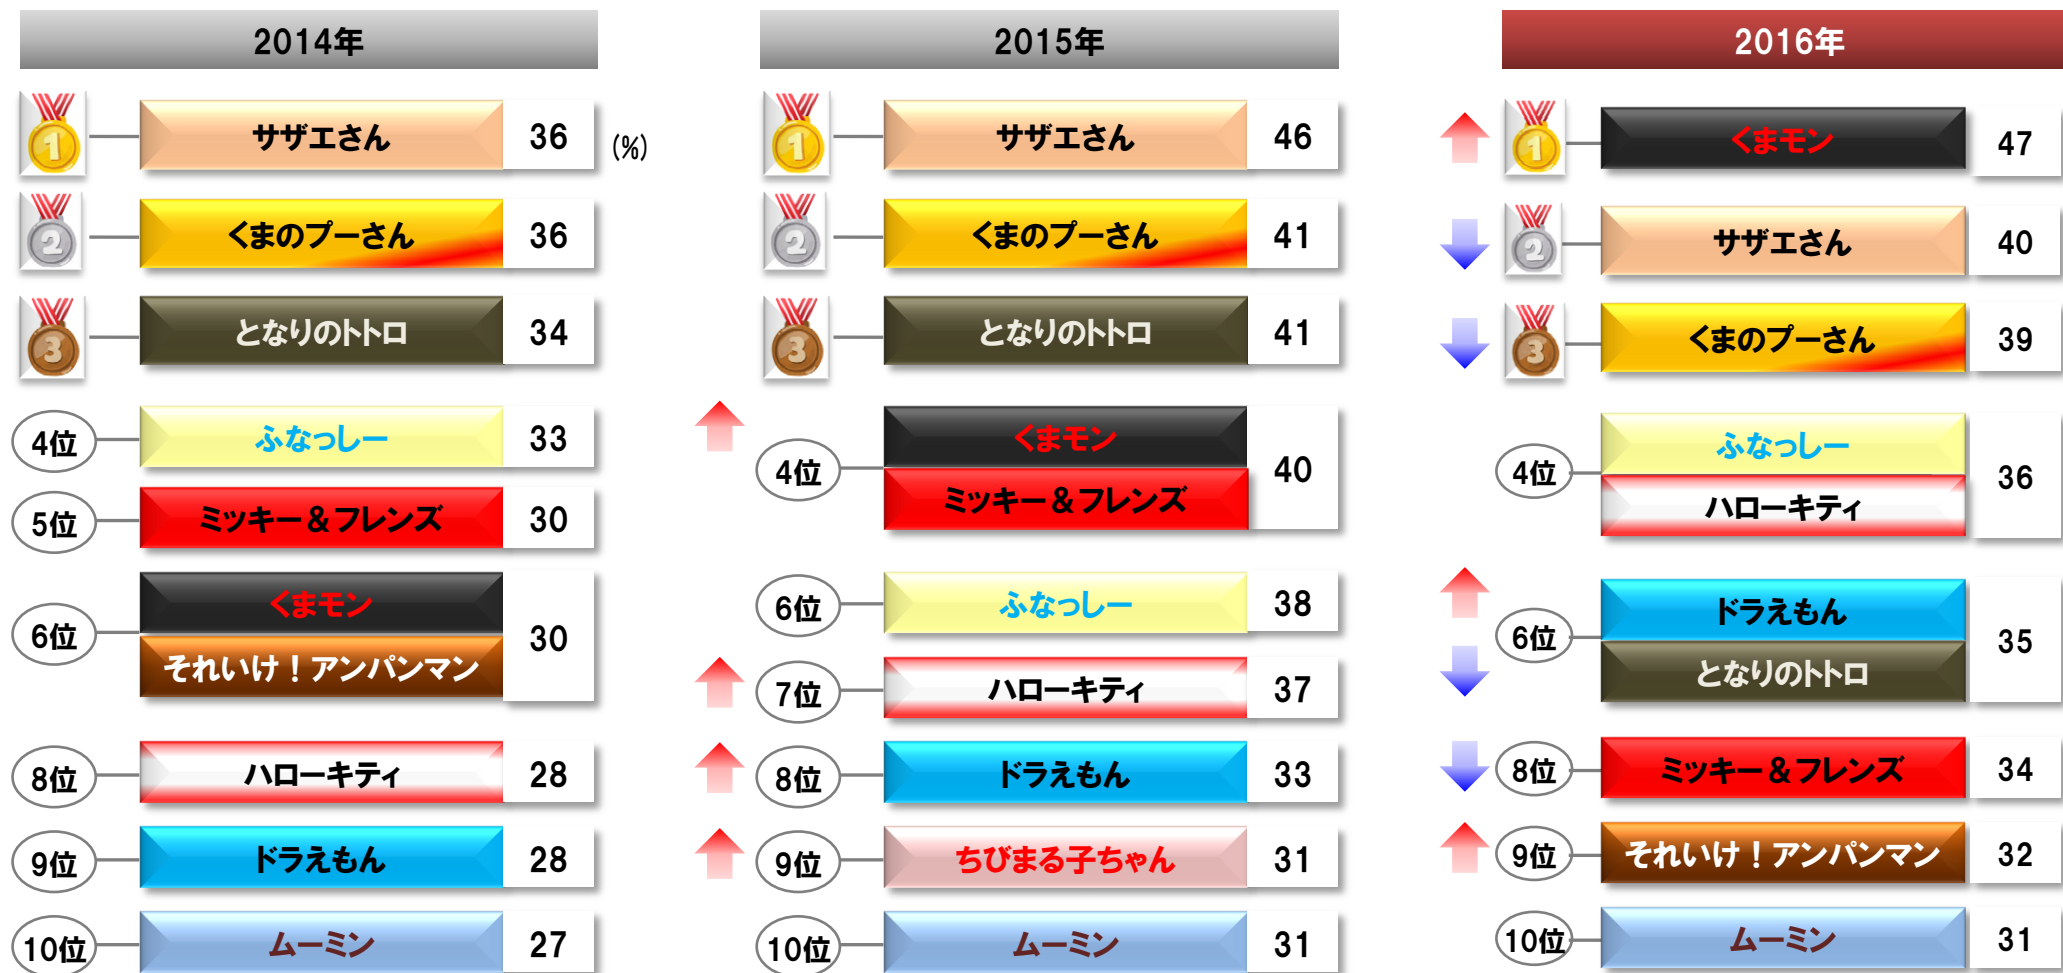 2014年
1
サザエさん 36 (%)
2
くまのプーさん 36
3
となりのトトロ 34
4位 ふなっしー 33
5位 ミッキー&フレンズ 30
6位 くまモン 30
それいけ!アンパンマン
8位 ハローキティ 28
9位 ドラえもん 28
10位 ムーミン 27
2015年
1
サザエさん 46
2
くまのプーさん 41
3
となりのトトロ 41
4位 くまモン 40
ミッキー&フレンズ
6位 ふなっしー 38
7位 ハローキティ 37
8位 ドラえもん 33
9位 ちびまる子ちゃん 31
10位 ムーミン 31
2016年
1
くまモン 47
2
サザエさん 40
3
くまのプーさん 39
4位 ふなっしー 36
ハローキティ
6位 ドラえもん 35
となりのトトロ
8位 ミッキー&フレンズ 34
9位 それいけ!アンパンマン 32
10位 ムーミン 31